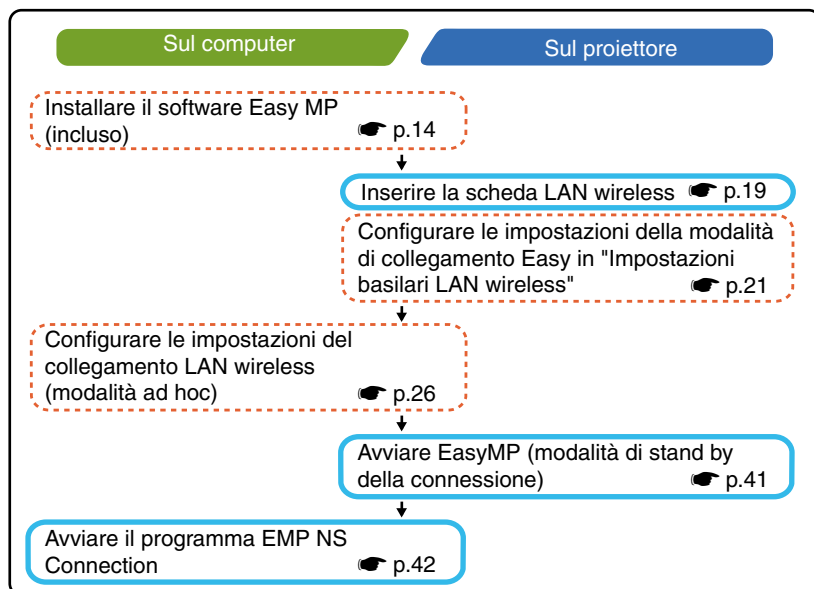 Sul computer
Sul proiettore
Installare il software Easy MP
(incluso) ☛ p.14
Inserire la scheda LAN wireless ☛ p.19
Configurare le impostazioni della modalità
di collegamento Easy in "Impostazioni
basilari LAN wireless" ☛ p.21
Configurare le impostazioni del
collegamento LAN wireless
(modalità ad hoc) ☛ p.26
Avviare EasyMP (modalità di stand by
della connessione) ☛ p.41
Avviare il programma EMP NS
Connection ☛ p.42